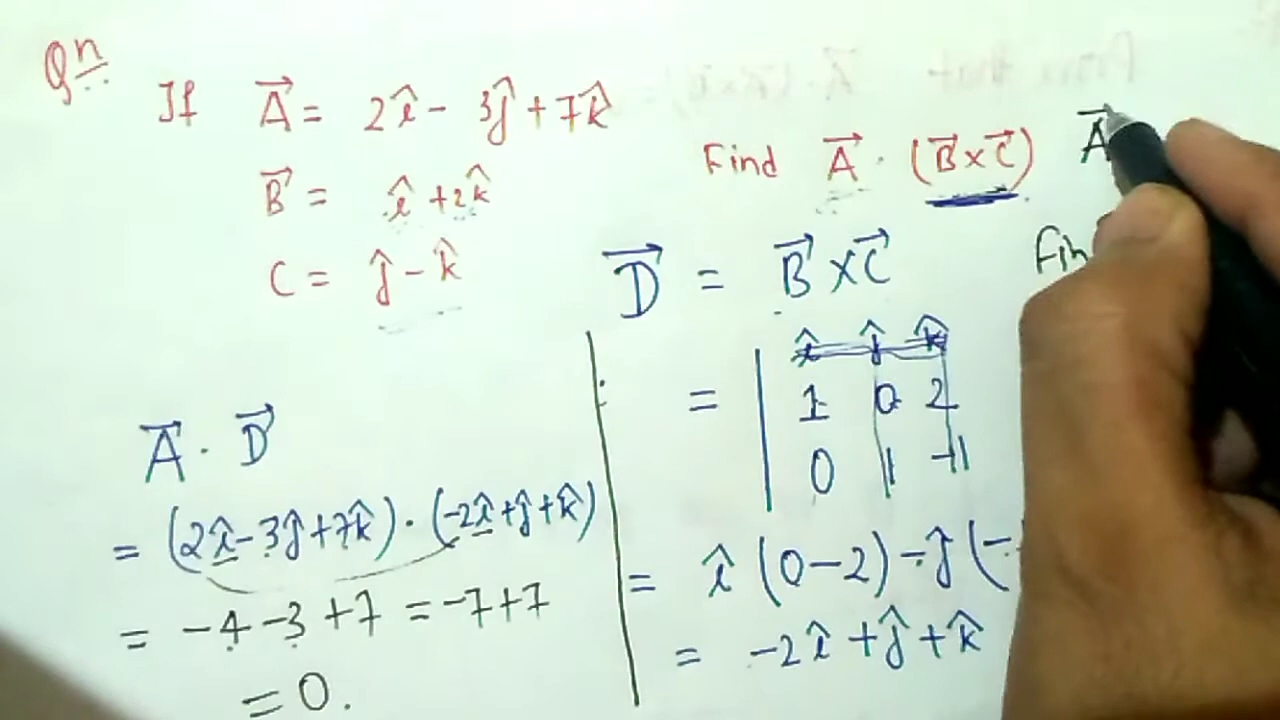 Qn
If A⃗ = 2î - 3ĵ + 7k̂
B⃗ = î + 2k̂
C = ĵ - k̂
Find A⃗ · (B⃗ × C⃗)
A⃗
D⃗ = B⃗ × C⃗
= | î ĵ k̂
1 0 2
0 1 -1
= î (0-2) - ĵ (-
= -2î + ĵ + k̂
A⃗ · D⃗
= (2î - 3ĵ + 7k̂) · (-2î + ĵ + k̂)
= -4 - 3 + 7 = -7 + 7
= 0.